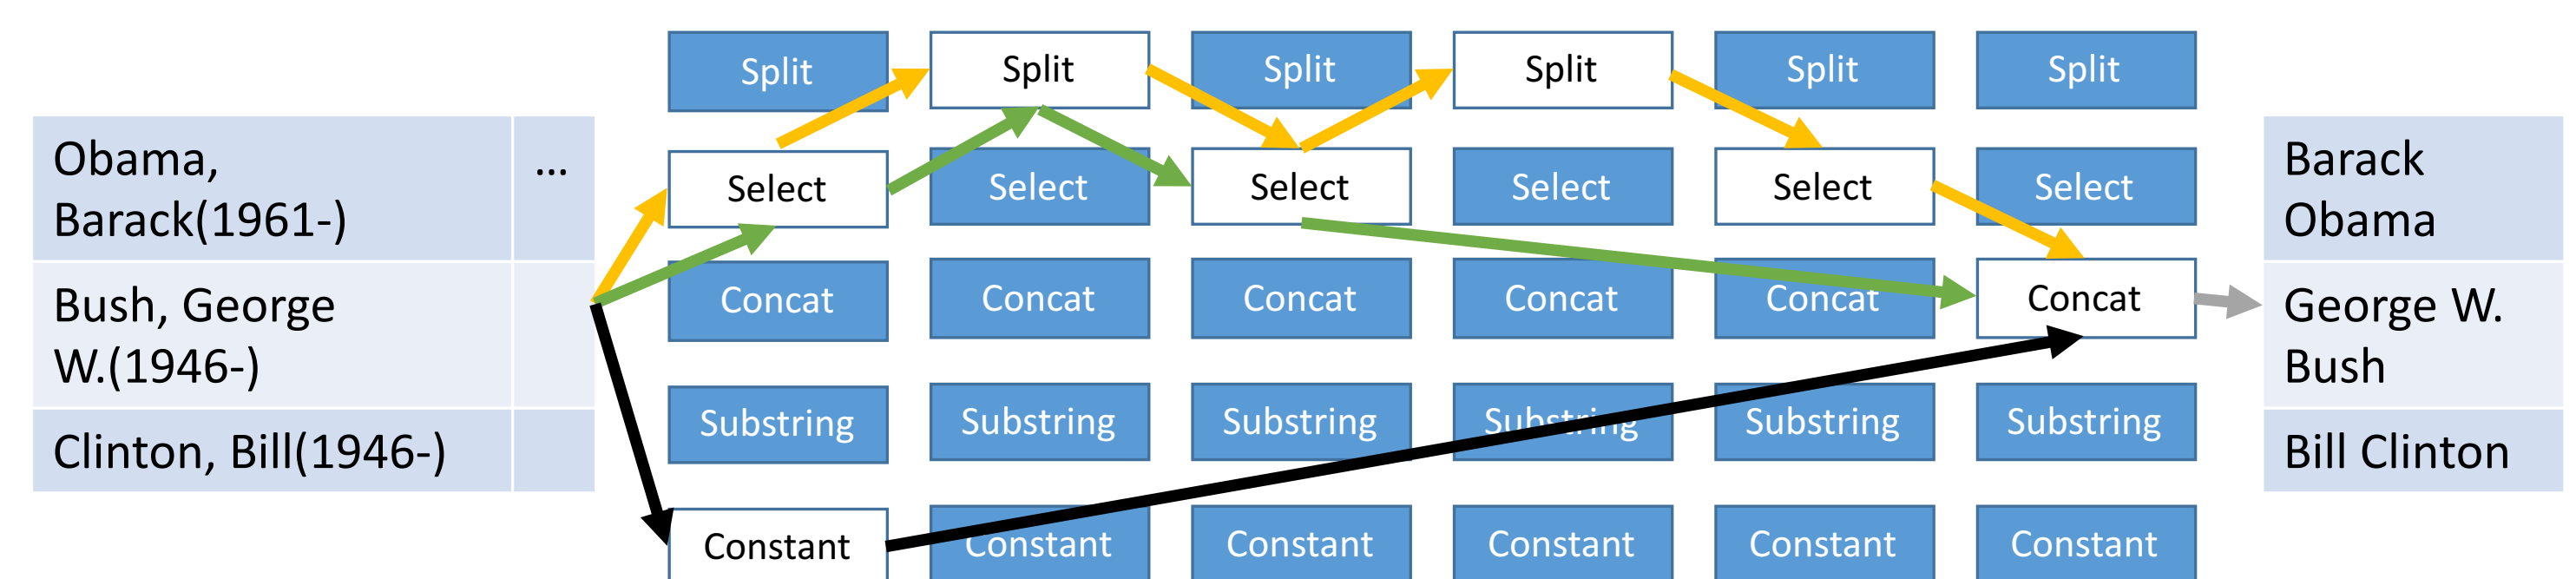 Split Split Split Split Split Split
Obama, ... Barack
Barack(1961-) Obama
Select Select Select Select Select Select
Bush, George George W.
W.(1946-) Bush
Concat Concat Concat Concat Concat Concat
Clinton, Bill(1946-) Bill Clinton
Substring Substring Substring Substring Substring Substring
Constant Constant Constant Constant Constant Constant